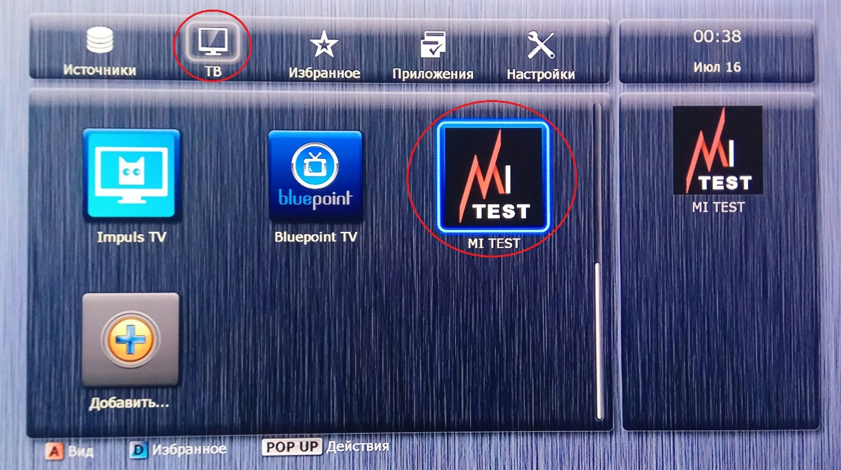 Источники
ТВ
Избранное
Приложения
Настройки
00:38
Июл 16
Impuls TV
bluepoint
Bluepoint TV
MI
TEST
MI TEST
MI
TEST
MI TEST
Добавить...
A Вид
D Избранное
POP UP Действия